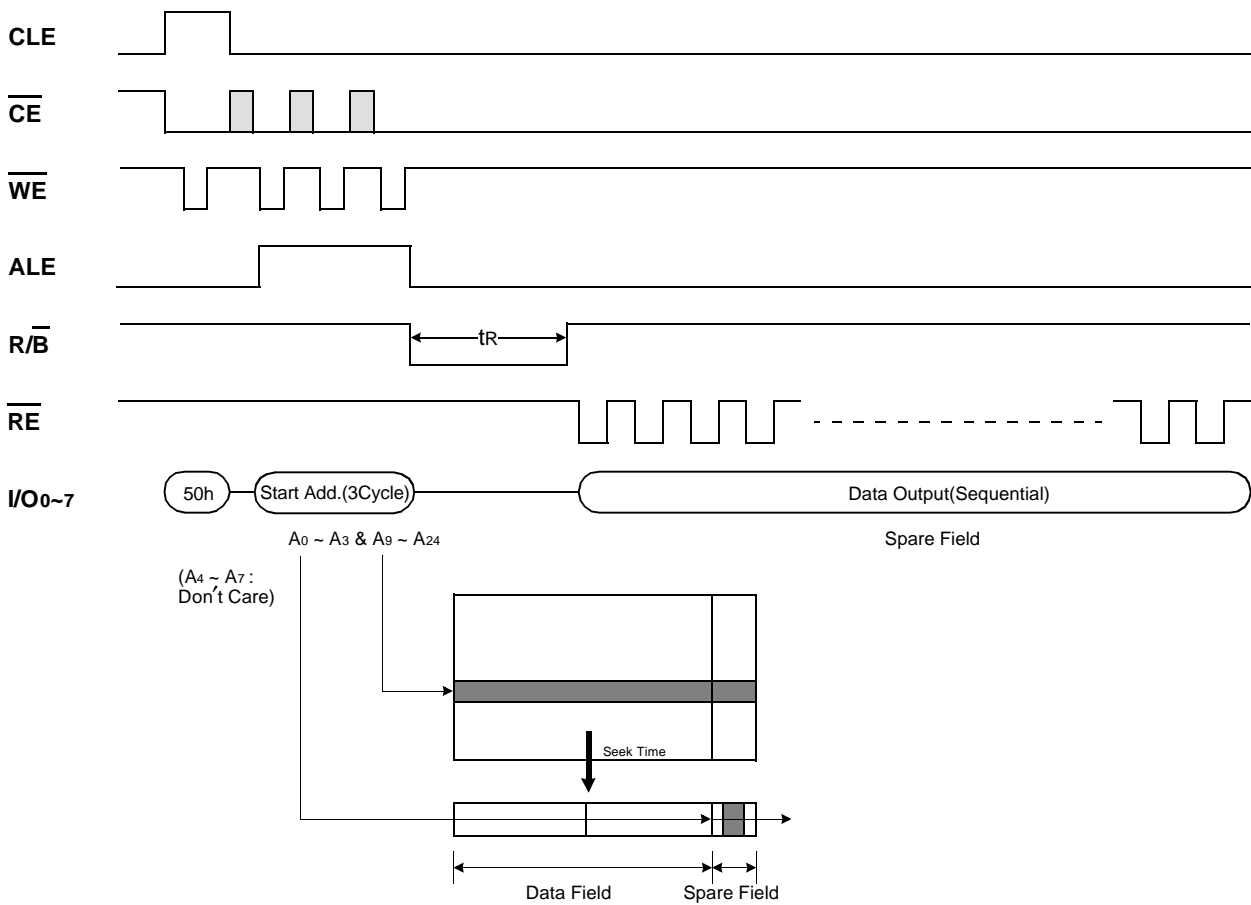 CLE
CE
WE
ALE
R/B
tR
RE
I/O0~7
50h
Start Add.(3Cycle)
Data Output(Sequential)
A0 ~ A3 & A9 ~ A24
Spare Field
(A4 ~ A7 :
Don't Care)
Seek Time
Data Field
Spare Field